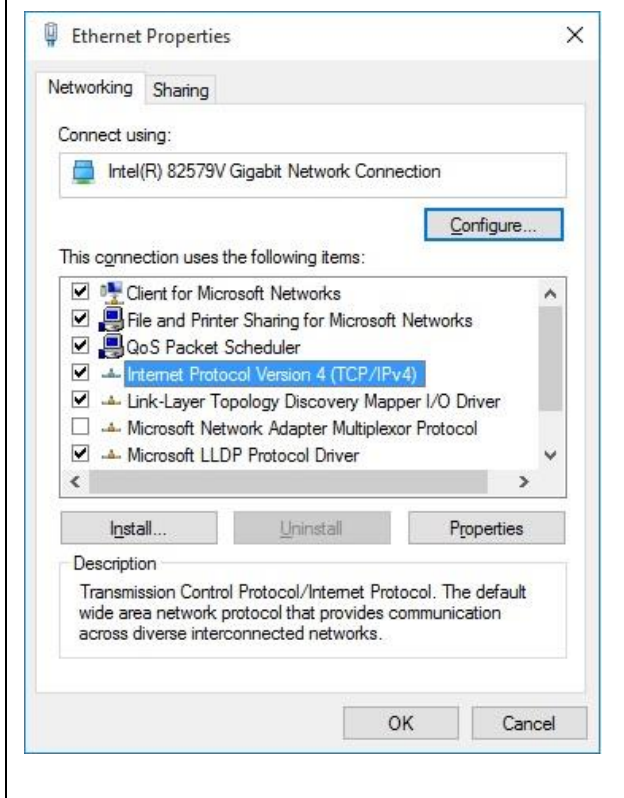 Ethernet Properties
Networking Sharing
Connect using:
Intel(R) 82579V Gigabit Network Connection
Configure...
This connection uses the following items:
Client for Microsoft Networks
File and Printer Sharing for Microsoft Networks
QoS Packet Scheduler
Internet Protocol Version 4 (TCP/IPv4)
Link-Layer Topology Discovery Mapper I/O Driver
Microsoft Network Adapter Multiplexor Protocol
Microsoft LLDP Protocol Driver
Install... Uninstall Properties
Description
Transmission Control Protocol/Internet Protocol. The default
wide area network protocol that provides communication
across diverse interconnected networks.
OK Cancel